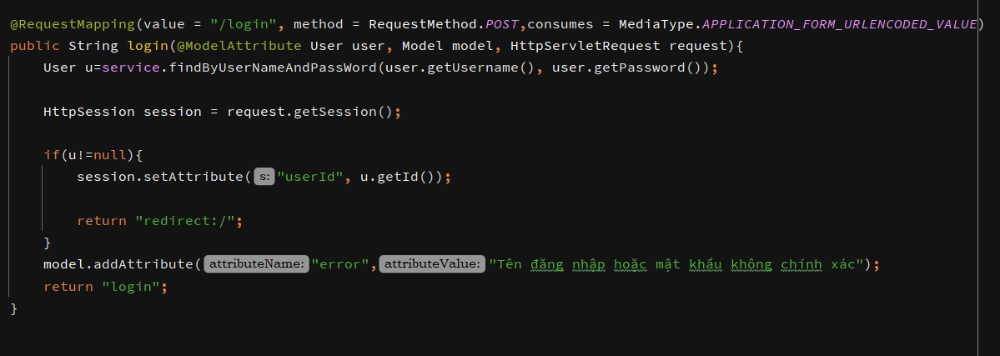 @RequestMapping(value = "/login", method = RequestMethod.POST,consumes = MediaType.APPLICATION_FORM_URLENCODED_VALUE)
public String login(@ModelAttribute User user, Model model, HttpServletRequest request){
User u=service.findByUserNameAndPassWord(user.getUsername(), user.getPassword());
HttpSession session = request.getSession();
if(u!=null){
session.setAttribute( s: "userId", u.getId());
return "redirect:/";
}
model.addAttribute( attributeName: "error", attributeValue: "Tên đăng nhập hoặc mật khẩu không chính xác");
return "login";
}